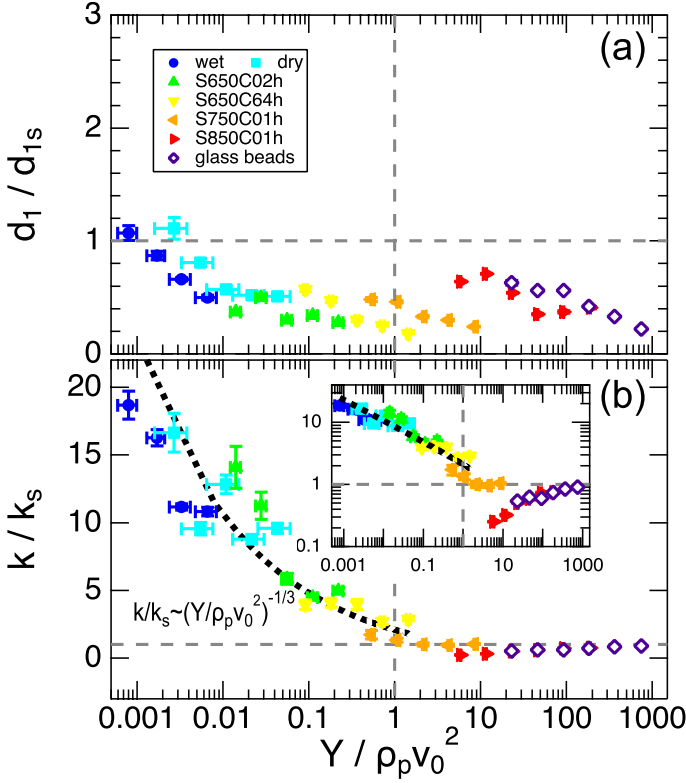 3
2
1
0
d1 / d1s
(a)
wet dry
S650C02h
S650C64h
S750C01h
S850C01h
glass beads
20
15
10
5
0
k / ks
(b)
k/ks~(Y/ρpv0²)-1/3
10
1
0.1
0.001 0.1 10 1000
0.001 0.01 0.1 1 10 100 1000
Y / ρpv0²